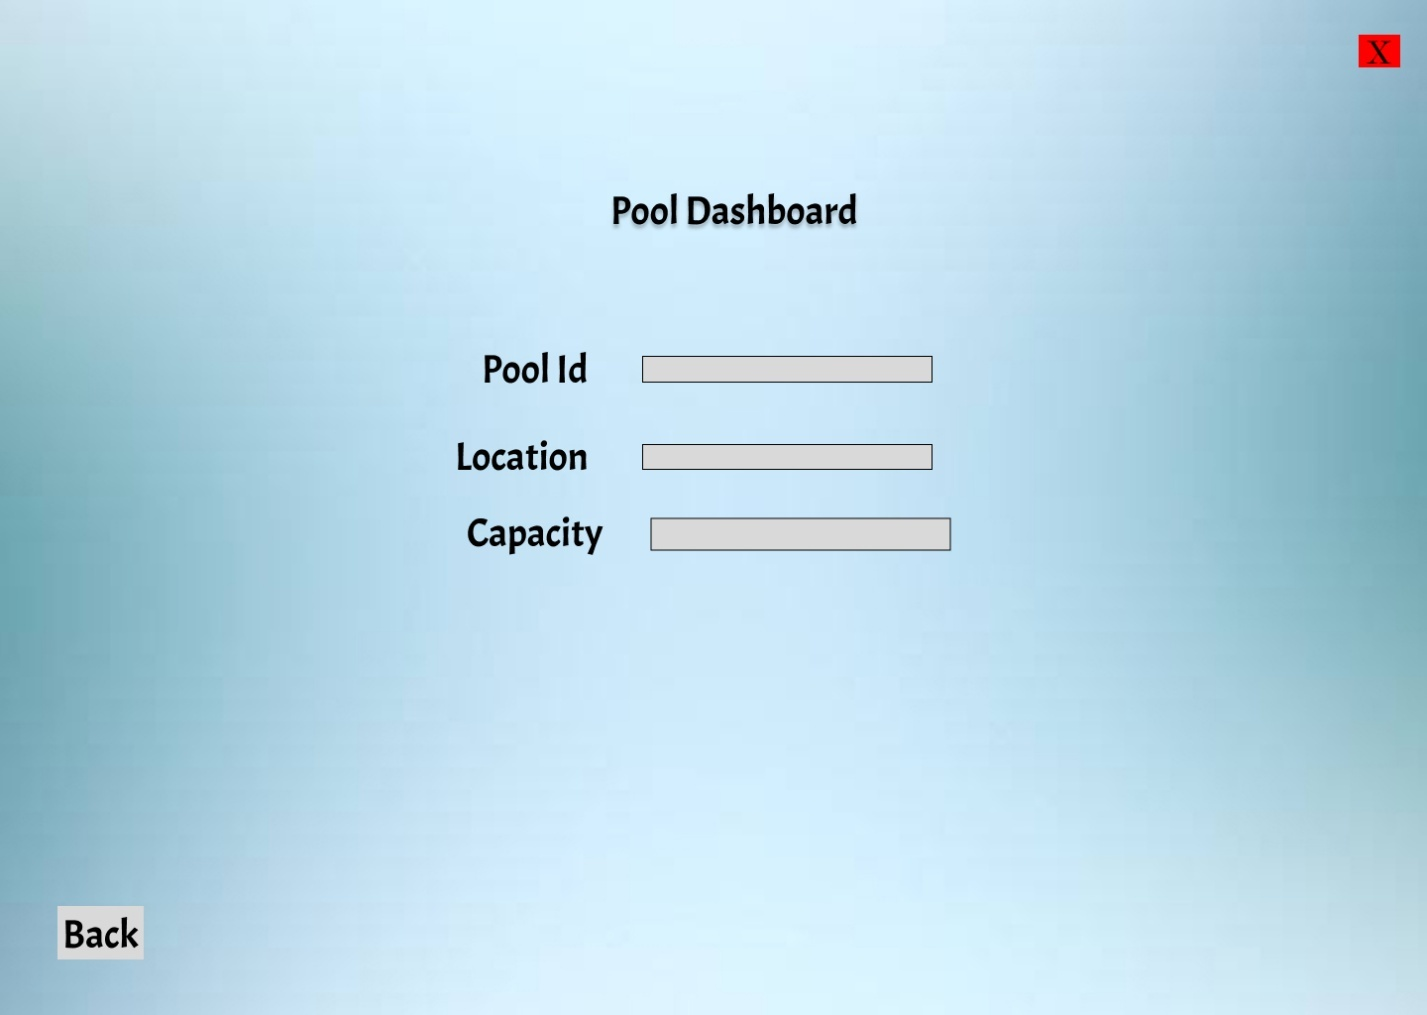 X
Pool Dashboard
Pool Id
Location
Capacity
Back